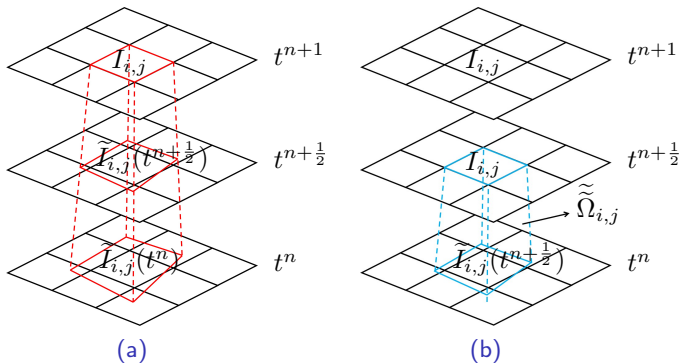 I_{i,j} t^{n+1} I_{i,j} t^{n+1}
\widetilde{I}_{i,j}(t^{n+\frac{1}{2}}) t^{n+\frac{1}{2}} I_{i,j} t^{n+\frac{1}{2}}
\widetilde{\widetilde{\Omega}}_{i,j}
\widetilde{I}_{i,j}(t^n) t^n \widetilde{I}_{i,j}(t^{n+\frac{1}{2}}) t^n
(a) (b)